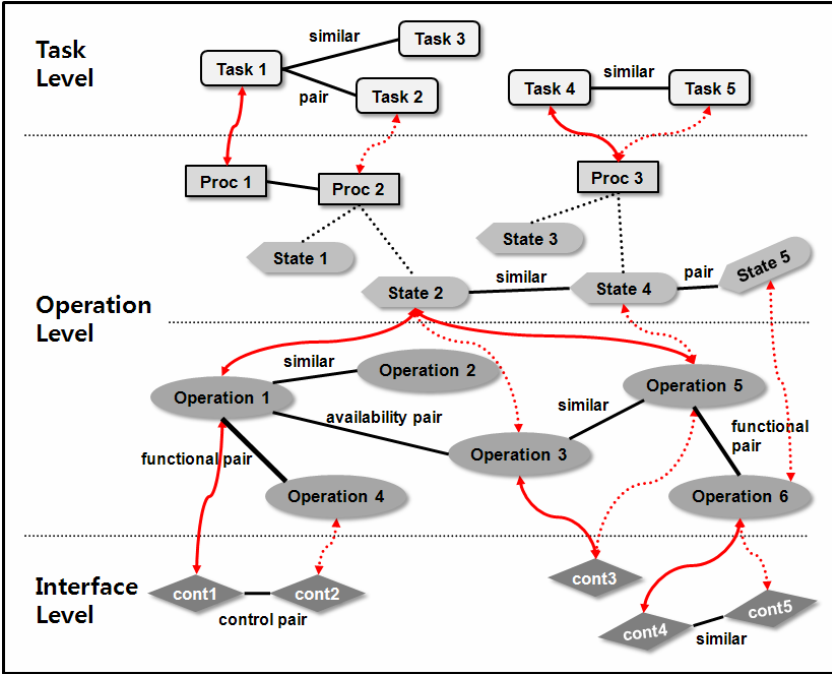 Task
Level
similar
Task 3
Task 1
pair
Task 2
Task 4
similar
Task 5
Proc 1
Proc 2
Proc 3
State 1
State 3
State 2
similar
State 4
pair
State 5
Operation
Level
similar
Operation 2
Operation 1
availability pair
Operation 5
similar
functional
pair
functional pair
Operation 3
Operation 4
Operation 6
Interface
Level
cont1
cont2
control pair
cont3
cont4
similar
cont5